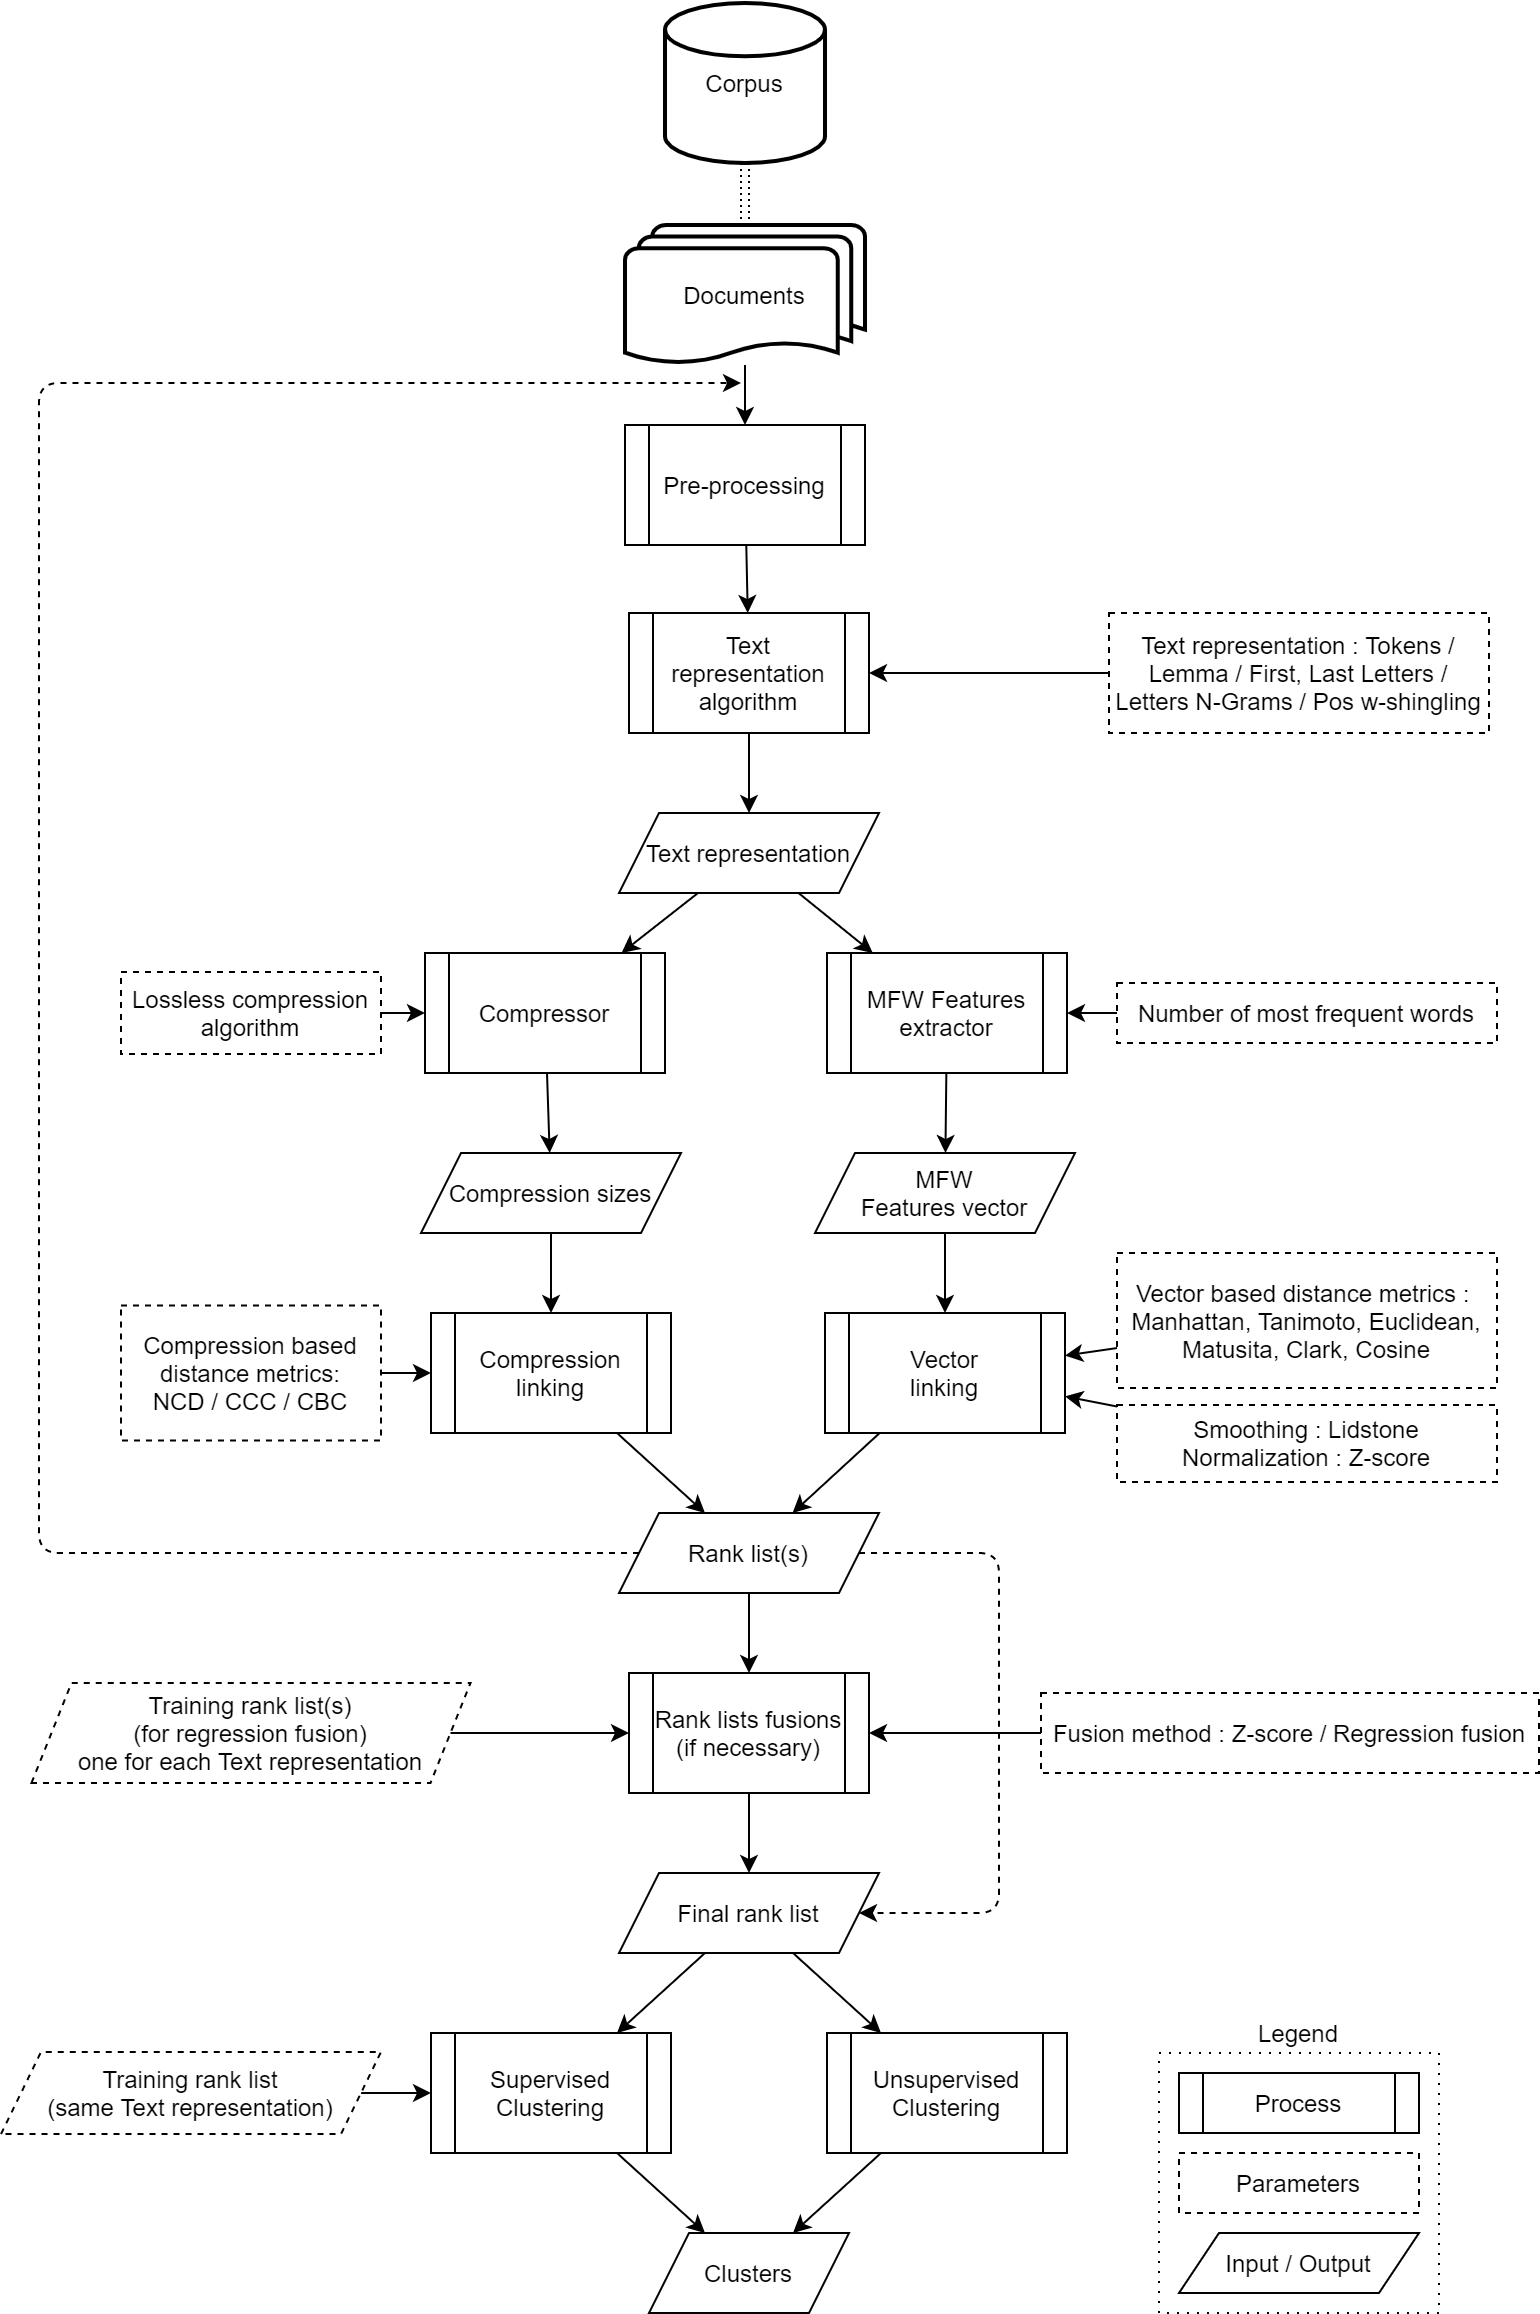 Corpus
Documents
Pre-processing
Text
representation
algorithm
Text representation : Tokens /
Lemma / First, Last Letters /
Letters N-Grams / Pos w-shingling
Text representation
Lossless compression
algorithm
Compressor
MFW Features
extractor
Number of most frequent words
Compression sizes
MFW
Features vector
Compression based
distance metrics:
NCD / CCC / CBC
Compression
linking
Vector
linking
Vector based distance metrics :
Manhattan, Tanimoto, Euclidean,
Matusita, Clark, Cosine
Smoothing : Lidstone
Normalization : Z-score
Rank list(s)
Training rank list(s)
(for regression fusion)
one for each Text representation
Rank lists fusions
(if necessary)
Fusion method : Z-score / Regression fusion
Final rank list
Training rank list
(same Text representation)
Supervised
Clustering
Unsupervised
Clustering
Clusters
Legend
Process
Parameters
Input / Output